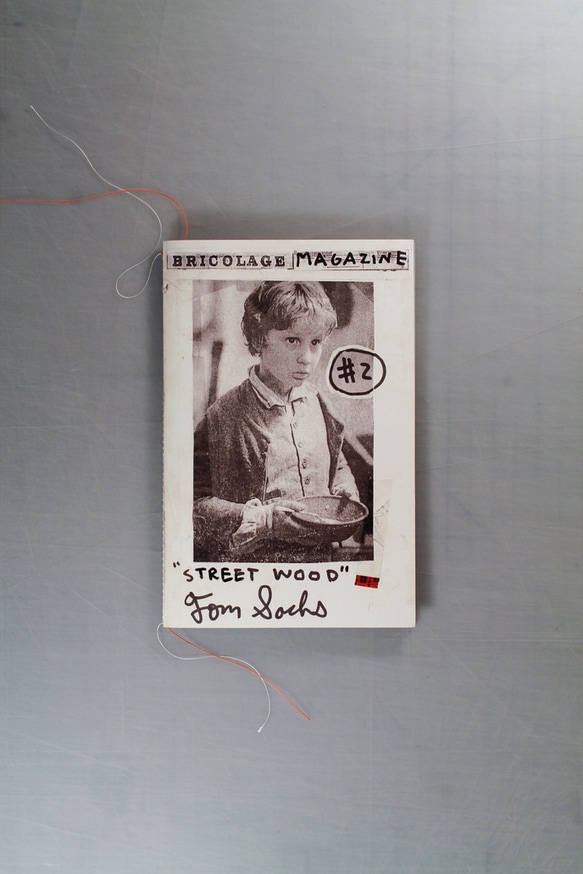 BRICOLAGE MAGAZINE
#2
"STREET WOOD"
Tom Sachs